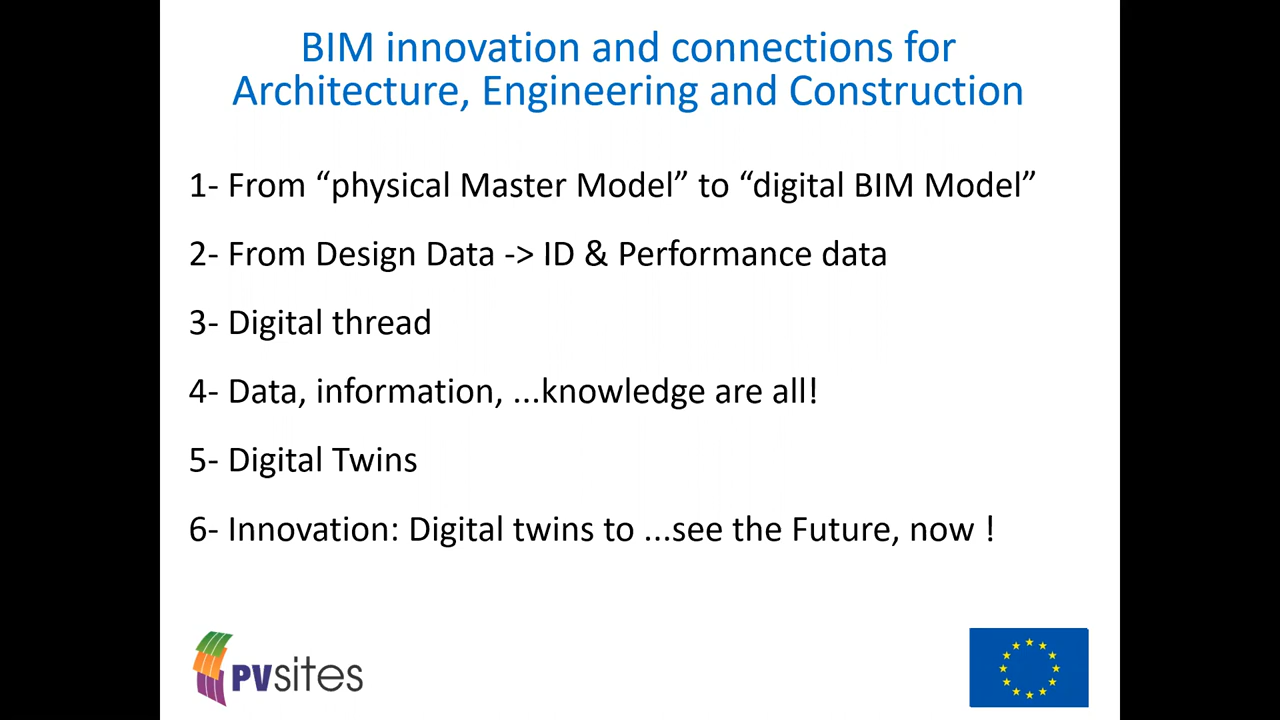 BIM innovation and connections for
Architecture, Engineering and Construction
1- From “physical Master Model” to “digital BIM Model”
2- From Design Data -> ID & Performance data
3- Digital thread
4- Data, information, ...knowledge are all!
5- Digital Twins
6- Innovation: Digital twins to ...see the Future, now !
PVsites